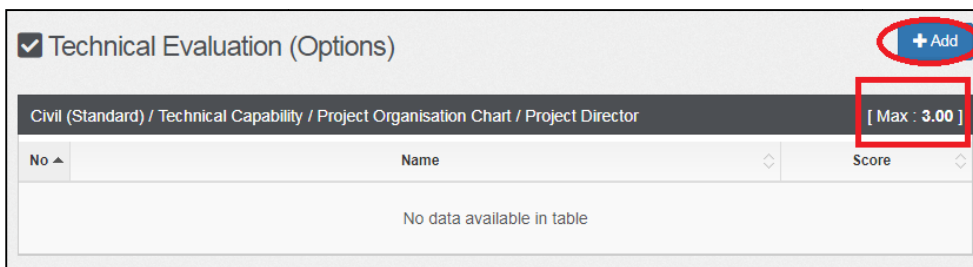 Technical Evaluation (Options)
+ Add
Civil (Standard) / Technical Capability / Project Organisation Chart / Project Director [ Max : 3.00 ]
No Name Score
No data available in table